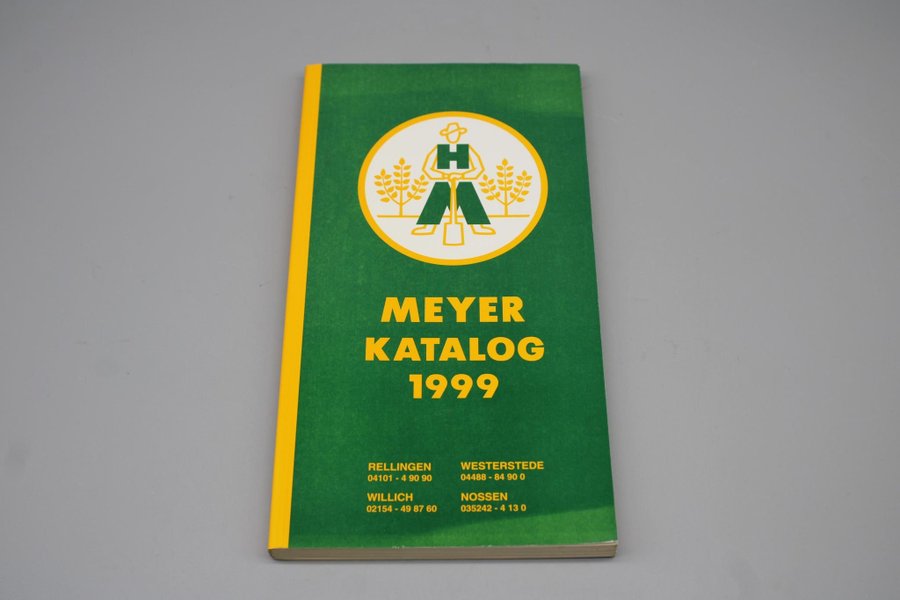 H
M
MEYER
KATALOG
1999
RELLINGEN
04101 - 4 90 90
WESTERSTEDE
04488 - 84 90 0
WILLICH
02154 - 49 87 60
NOSSEN
035242 - 4 13 0